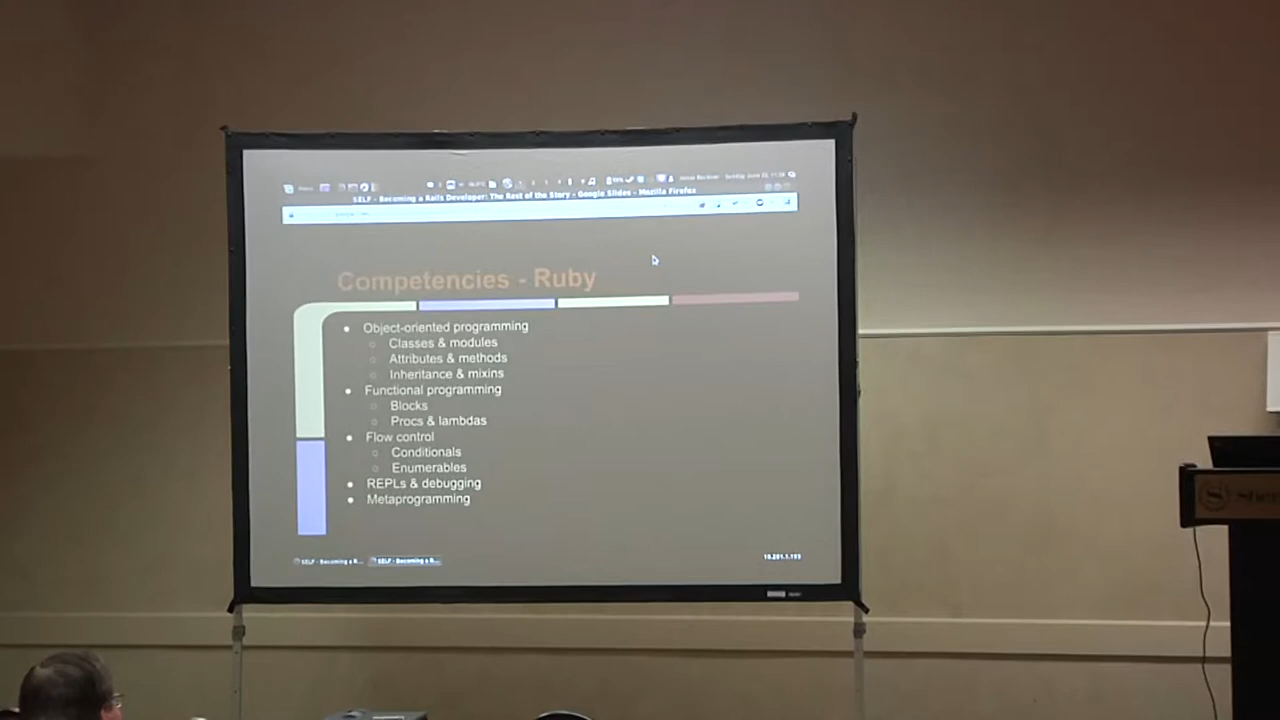 SELF - Becoming a Rails Developer: The Rest of the Story - Google Slides - Mozilla Firefox
Competencies - Ruby
Object-oriented programming
Classes & modules
Attributes & methods
Inheritance & mixins
Functional programming
Blocks
Procs & lambdas
Flow control
Conditionals
Enumerables
REPLs & debugging
Metaprogramming
SELF - Becoming a R...
SELF - Becoming a R...